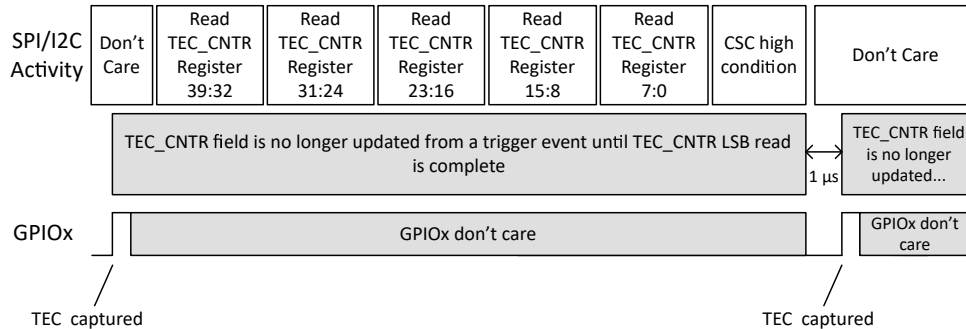 SPI/I2C
Activity
Don't
Care
Read
TEC_CNTR
Register
39:32
Read
TEC_CNTR
Register
31:24
Read
TEC_CNTR
Register
23:16
Read
TEC_CNTR
Register
15:8
Read
TEC_CNTR
Register
7:0
CSC high
condition
Don't Care
TEC_CNTR field is no longer updated from a trigger event until TEC_CNTR LSB read
is complete
1 µs
TEC_CNTR field
is no longer
updated...
GPIOx
GPIOx don't care
GPIOx don't
care
TEC captured
TEC captured